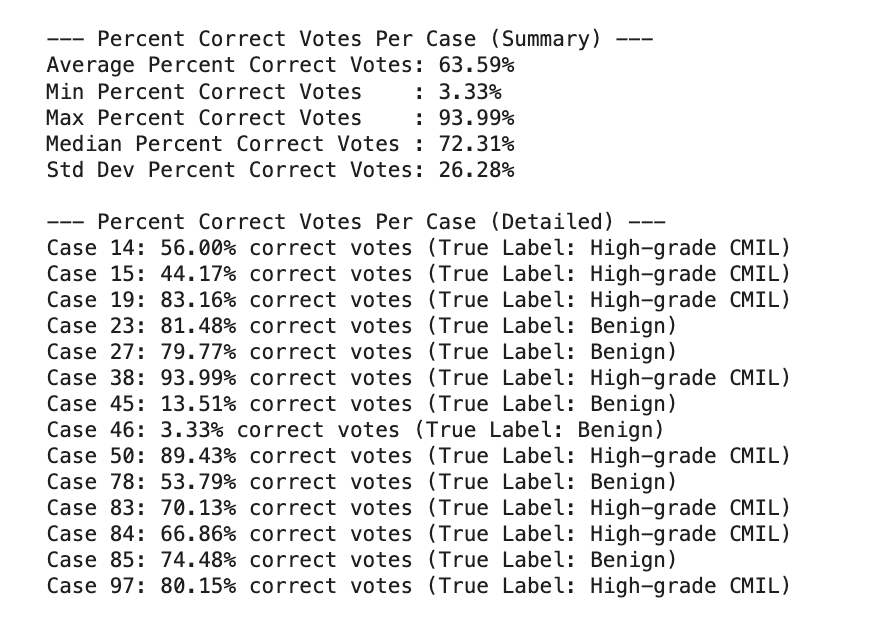 --- Percent Correct Votes Per Case (Summary) ---
Average Percent Correct Votes: 63.59%
Min Percent Correct Votes    : 3.33%
Max Percent Correct Votes    : 93.99%
Median Percent Correct Votes : 72.31%
Std Dev Percent Correct Votes: 26.28%

--- Percent Correct Votes Per Case (Detailed) ---
Case 14: 56.00% correct votes (True Label: High-grade CMIL)
Case 15: 44.17% correct votes (True Label: High-grade CMIL)
Case 19: 83.16% correct votes (True Label: High-grade CMIL)
Case 23: 81.48% correct votes (True Label: Benign)
Case 27: 79.77% correct votes (True Label: Benign)
Case 38: 93.99% correct votes (True Label: High-grade CMIL)
Case 45: 13.51% correct votes (True Label: Benign)
Case 46: 3.33% correct votes (True Label: Benign)
Case 50: 89.43% correct votes (True Label: High-grade CMIL)
Case 78: 53.79% correct votes (True Label: Benign)
Case 83: 70.13% correct votes (True Label: High-grade CMIL)
Case 84: 66.86% correct votes (True Label: High-grade CMIL)
Case 85: 74.48% correct votes (True Label: Benign)
Case 97: 80.15% correct votes (True Label: High-grade CMIL)